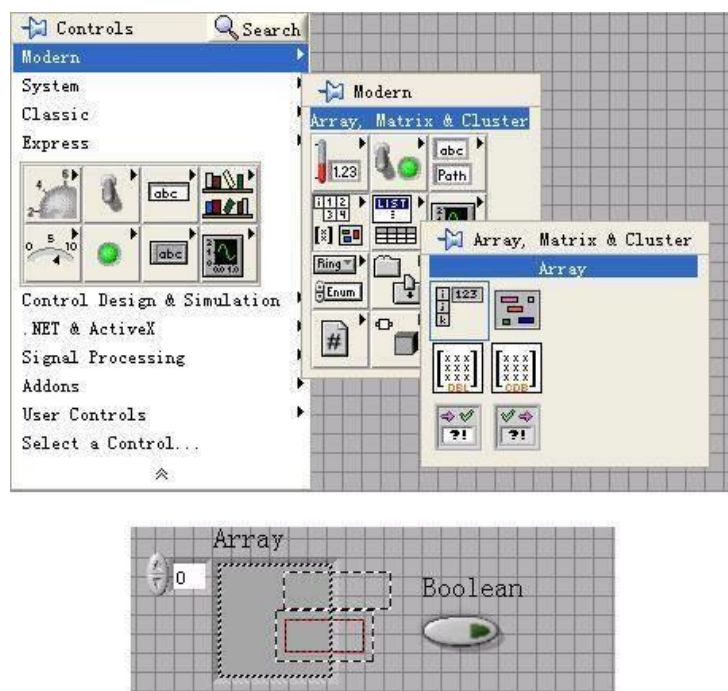 Controls
Search
Modern
System
Classic
Express
abc
abc
Control Design & Simulation
.NET & ActiveX
Signal Processing
Addons
User Controls
Select a Control...
Modern
Array, Matrix & Cluster
1.23
abc
Path
LIST
Ring
Enum
#
Array, Matrix & Cluster
Array
i 123
j
k
DBL
CDB
?!
?!
Array
0
Boolean